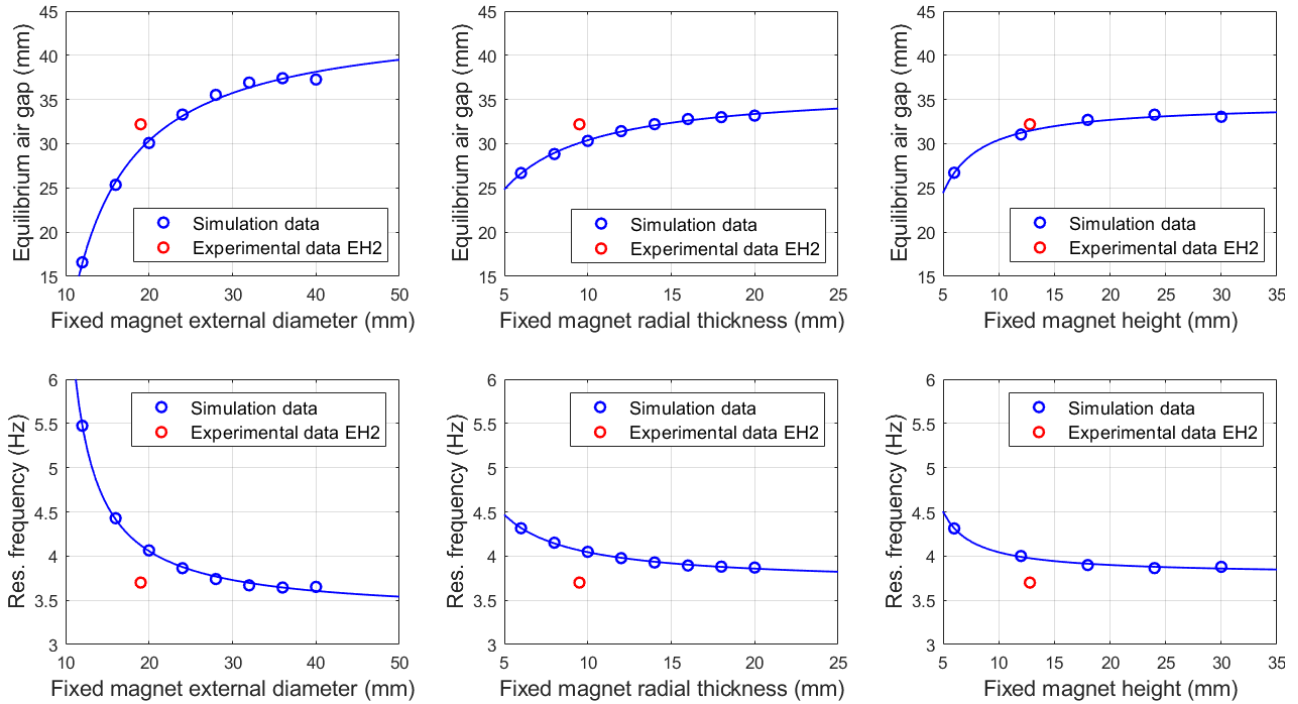 45
40
35
30
25
20
15
Equilibrium air gap (mm)
Simulation data
Experimental data EH2
10 20 30 40 50
Fixed magnet external diameter (mm)
45
40
35
30
25
20
15
Equilibrium air gap (mm)
Simulation data
Experimental data EH2
5 10 15 20 25
Fixed magnet radial thickness (mm)
45
40
35
30
25
20
15
Equilibrium air gap (mm)
Simulation data
Experimental data EH2
5 10 15 20 25 30 35
Fixed magnet height (mm)
6
5.5
5
4.5
4
3.5
3
Res. frequency (Hz)
Simulation data
Experimental data EH2
10 20 30 40 50
Fixed magnet external diameter (mm)
6
5.5
5
4.5
4
3.5
3
Res. frequency (Hz)
Simulation data
Experimental data EH2
5 10 15 20 25
Fixed magnet radial thickness (mm)
6
5.5
5
4.5
4
3.5
3
Res. frequency (Hz)
Simulation data
Experimental data EH2
5 10 15 20 25 30 35
Fixed magnet height (mm)